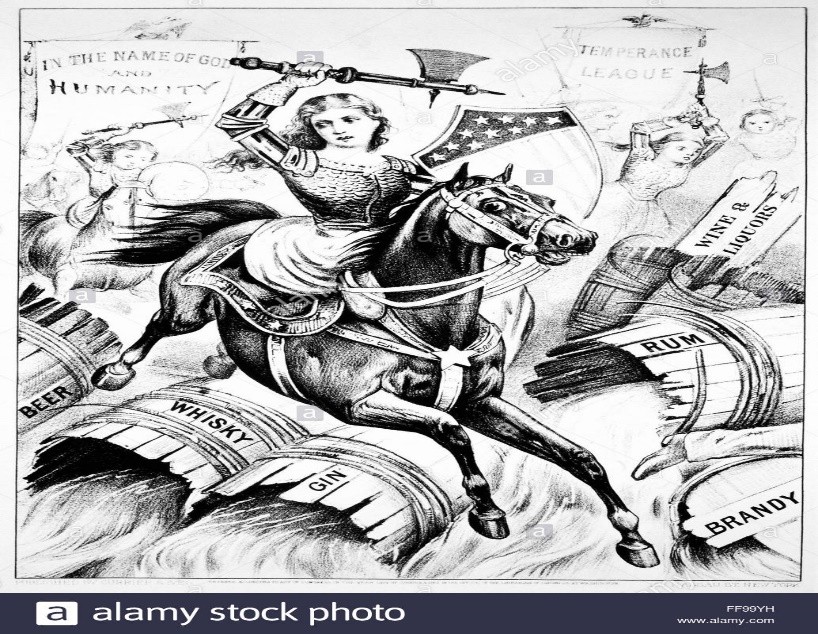 IN THE NAME OF GOD
AND
HUMANITY
TEMPERANCE
LEAGUE
WINE &
LIQUORS
RUM
BEER
WHISKY
GIN
BRANDY
a alamy stock photo
FF99YH
www.alamy.com